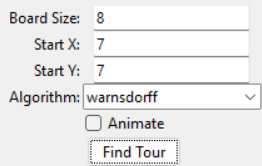 Board Size: 8
Start X: 7
Start Y: 7
Algorithm: warnsdorff
Animate
Find Tour